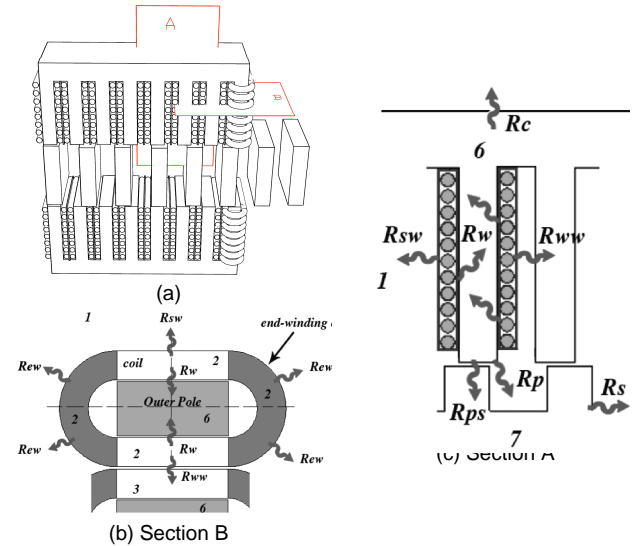 A
B
(a)
1
Rsw
coil
2
end-winding
Rew
Rw
Rew
Outer Pole
2
6
2
Rew
2
Rw
Rew
Rww
3
6
(b) Section B
Rc
6
Rsw
Rw
Rww
1
Rp
Rps
Rs
7
(c) Section A